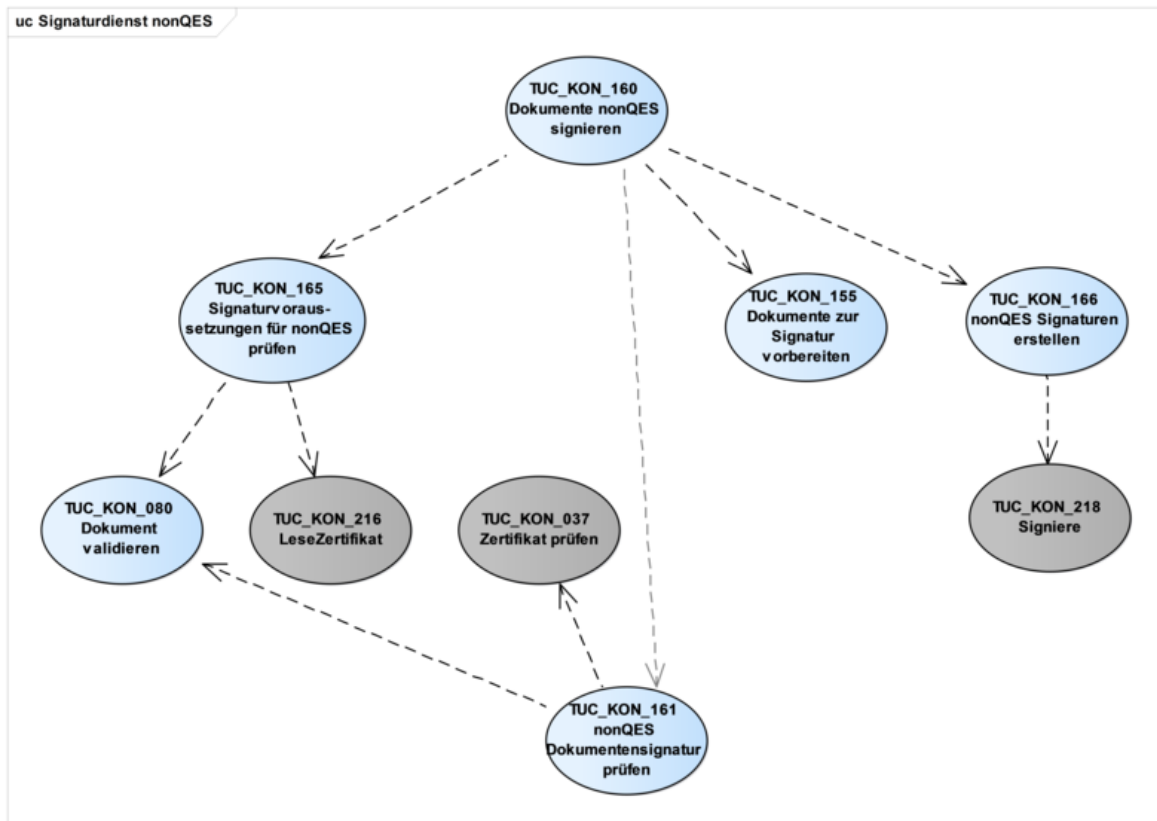 uc Signaturdienst nonQES
TUC_KON_160
Dokumente nonQES
signieren
TUC_KON_165
Signaturvoraus-
setzungen für nonQES
prüfen
TUC_KON_155
Dokumente zur
Signatur
vorbereiten
TUC_KON_166
nonQES Signaturen
erstellen
TUC_KON_080
Dokument
validieren
TUC_KON_216
LeseZertifikat
TUC_KON_037
Zertifikat prüfen
TUC_KON_218
Signiere
TUC_KON_161
nonQES
Dokumentensignatur
prüfen